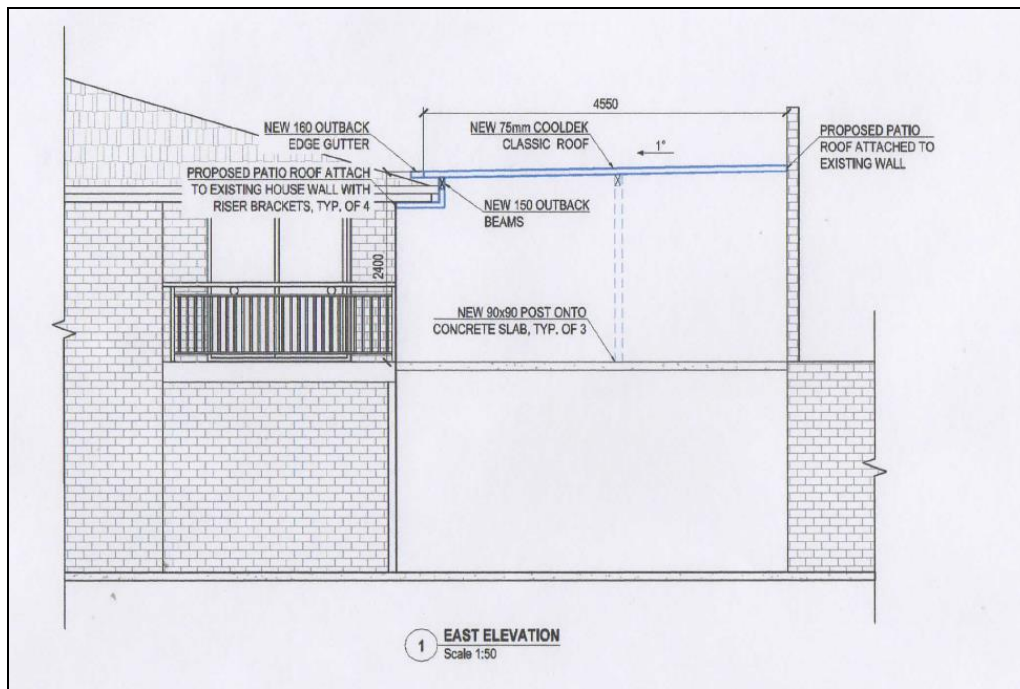 4550
NEW 160 OUTBACK
EDGE GUTTER
NEW 75mm COOLDEK
CLASSIC ROOF
1°
PROPOSED PATIO
ROOF ATTACHED TO
EXISTING WALL
PROPOSED PATIO ROOF ATTACH
TO EXISTING HOUSE WALL WITH
RISER BRACKETS, TYP. OF 4
NEW 150 OUTBACK
BEAMS
2400
NEW 90x90 POST ONTO
CONCRETE SLAB, TYP. OF 3
1
EAST ELEVATION
Scale 1:50